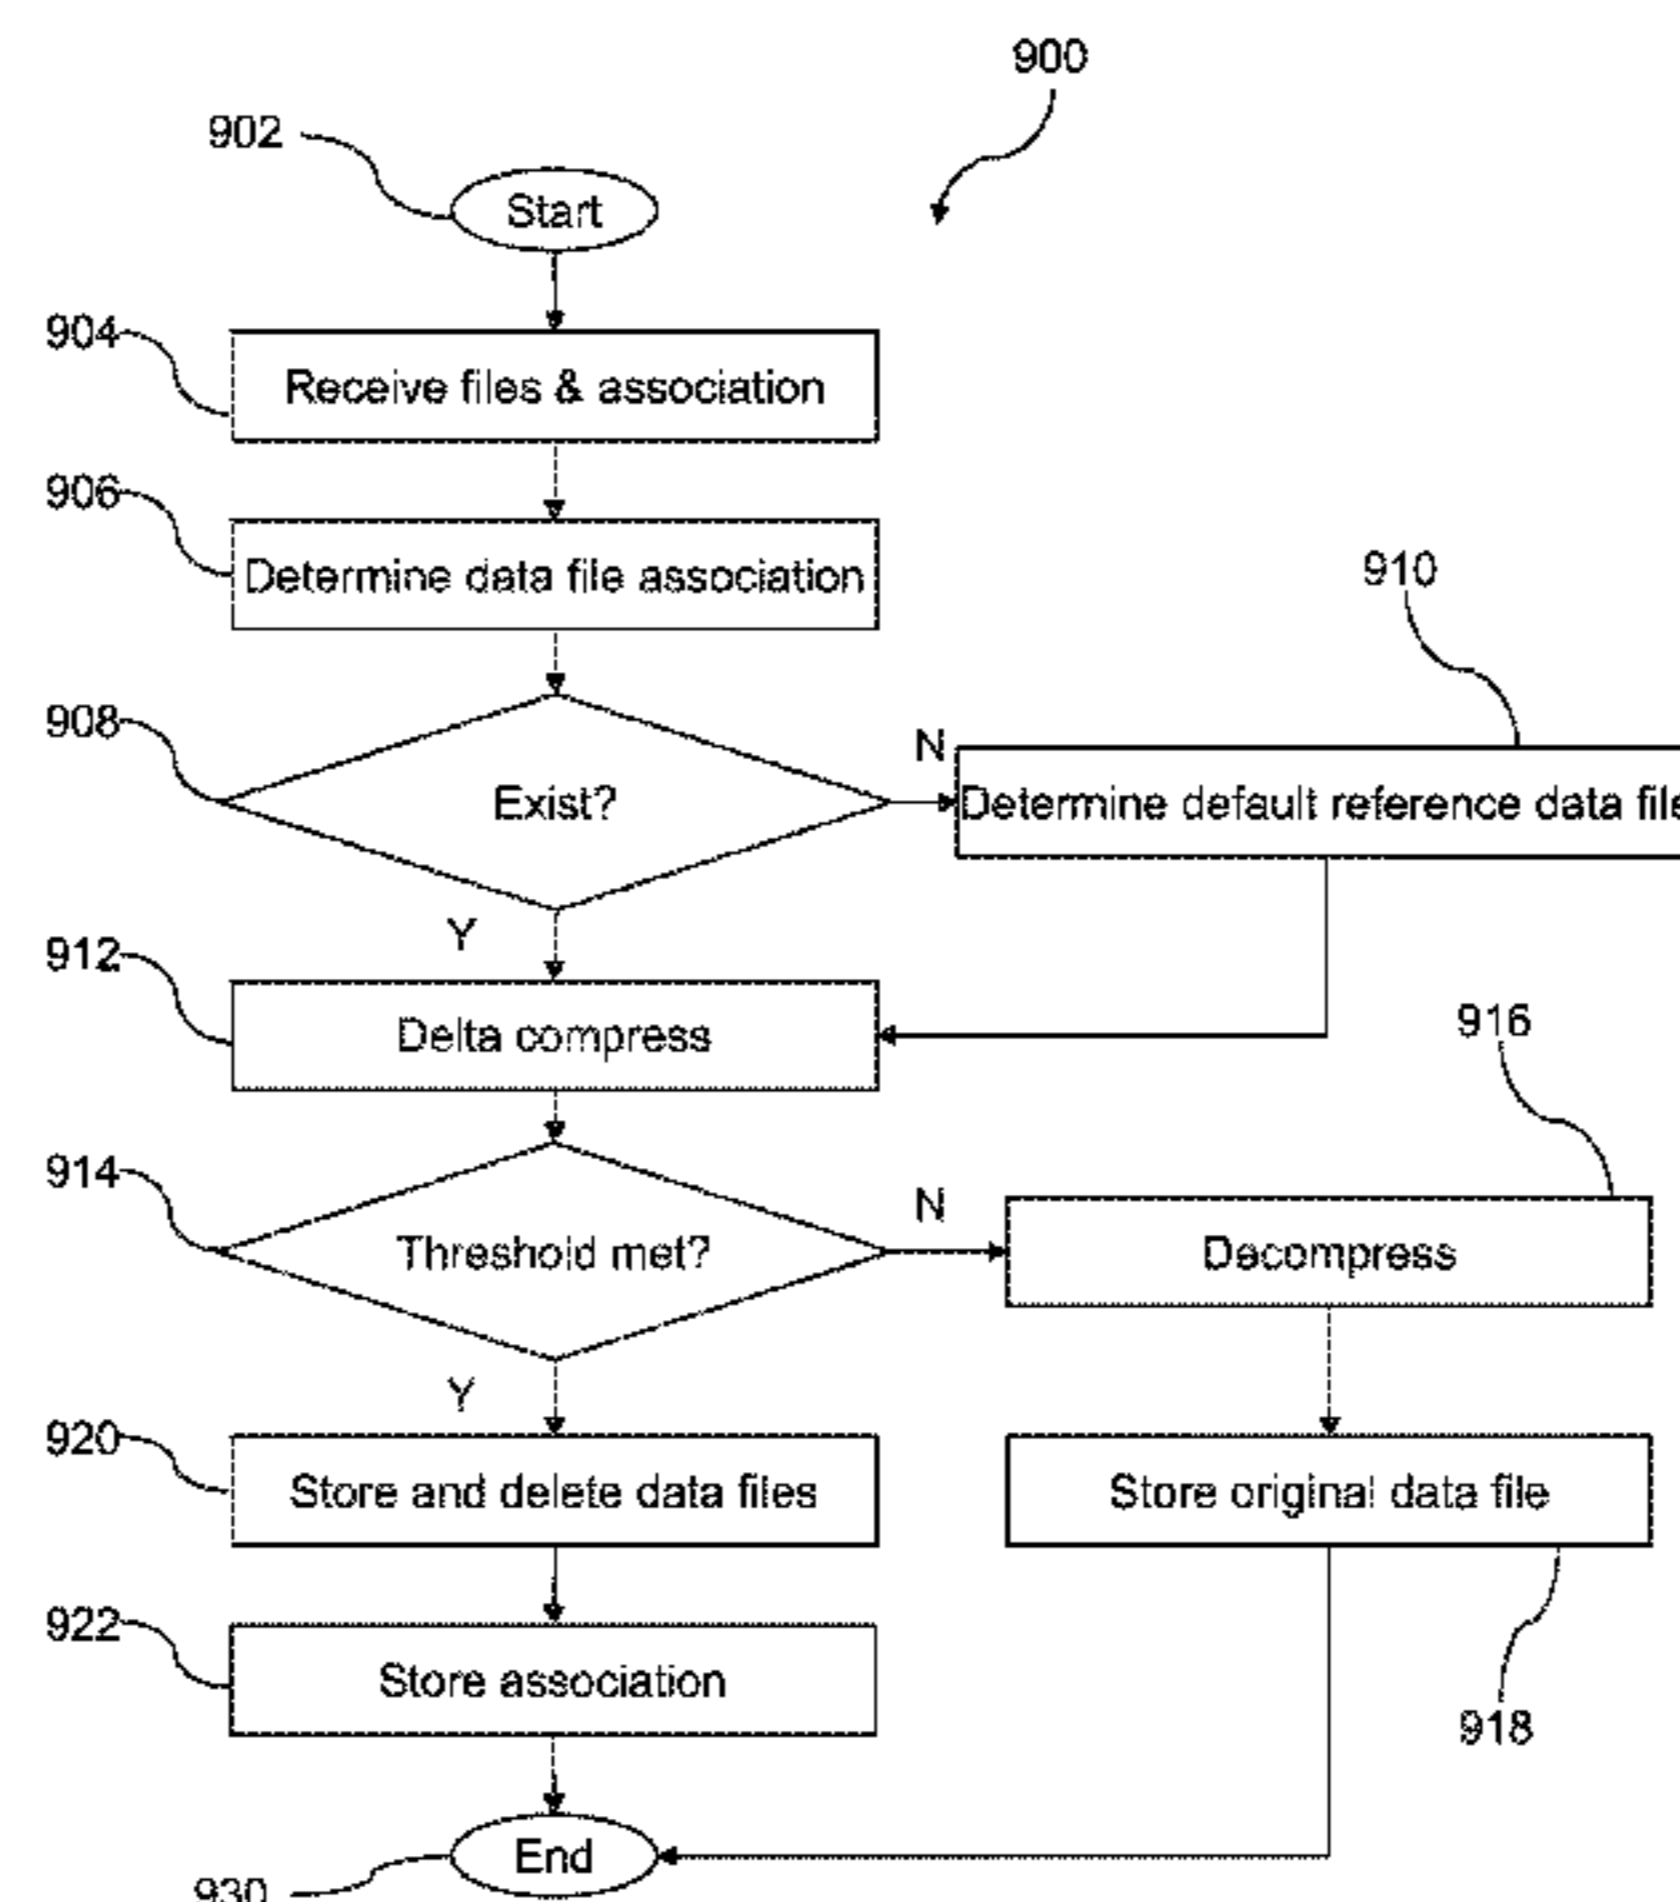 900
902
Start
904
Receive files & association
906
Determine data file association
910
908
Exist?
N
Determine default reference data file
Y
912
Delta compress
916
914
Threshold met?
N
Decompress
Y
920
Store and delete data files
Store original data file
922
Store association
918
End
930